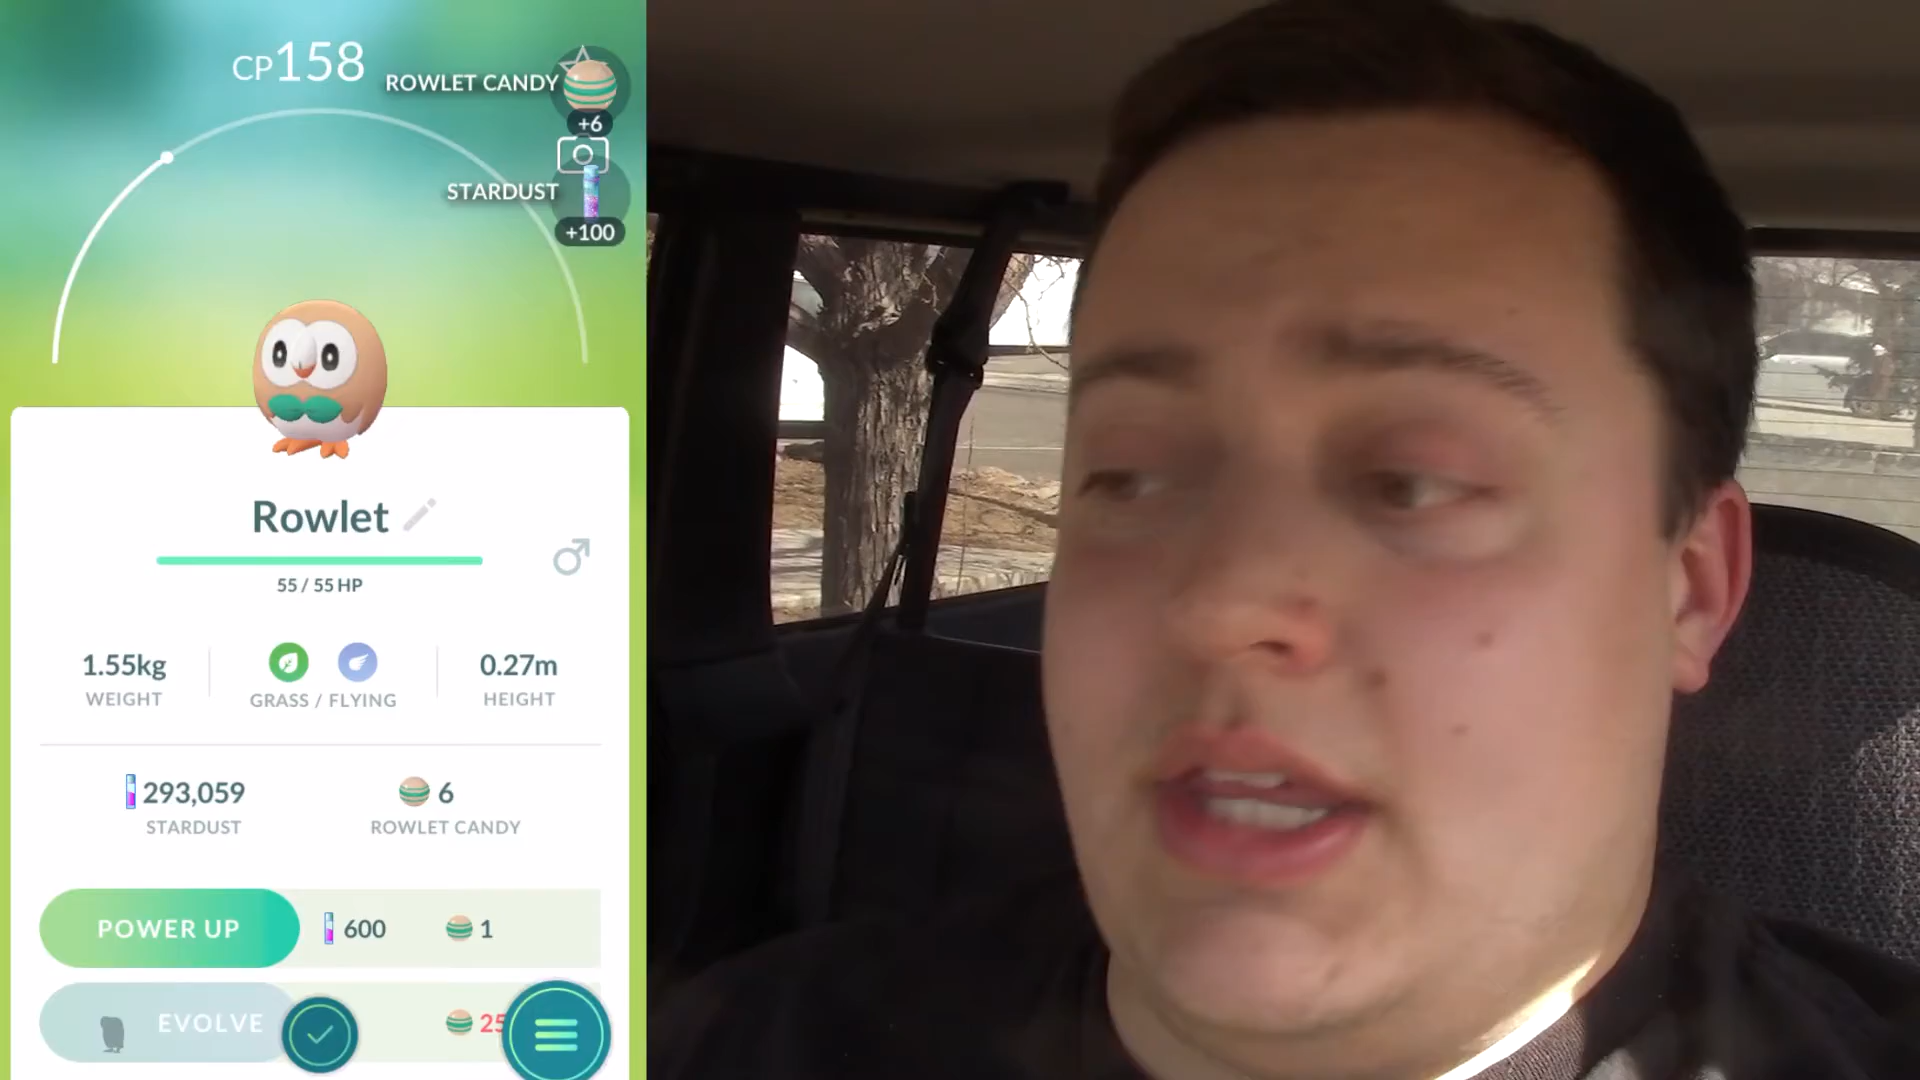 CP158
ROWLET CANDY
+6
STARDUST
+100
Rowlet
55 / 55 HP
1.55kg
WEIGHT
GRASS / FLYING
0.27m
HEIGHT
293,059
STARDUST
6
ROWLET CANDY
POWER UP
600
1
EVOLVE
25